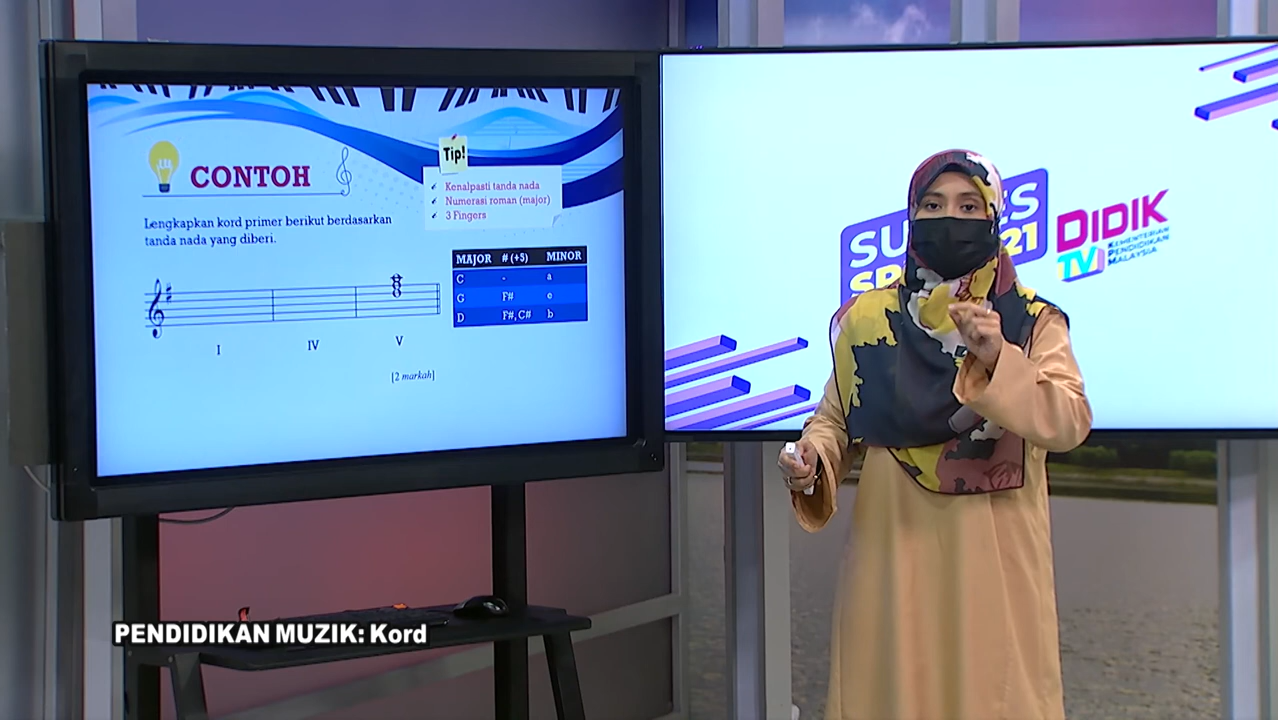 CONTOH
Tip!
Kenalpasti tanda nada
Numerasi roman (major)
3 Fingers
Lengkapkan kord primer berikut berdasarkan
tanda nada yang diberi.
MAJOR # (+5) MINOR
C - a
G F# e
D F#, C# b
I IV V
[2 markah]
DIDIK
TV KEMENTERIAN
PENDIDIKAN
MALAYSIA
PENDIDIKAN MUZIK: Kord